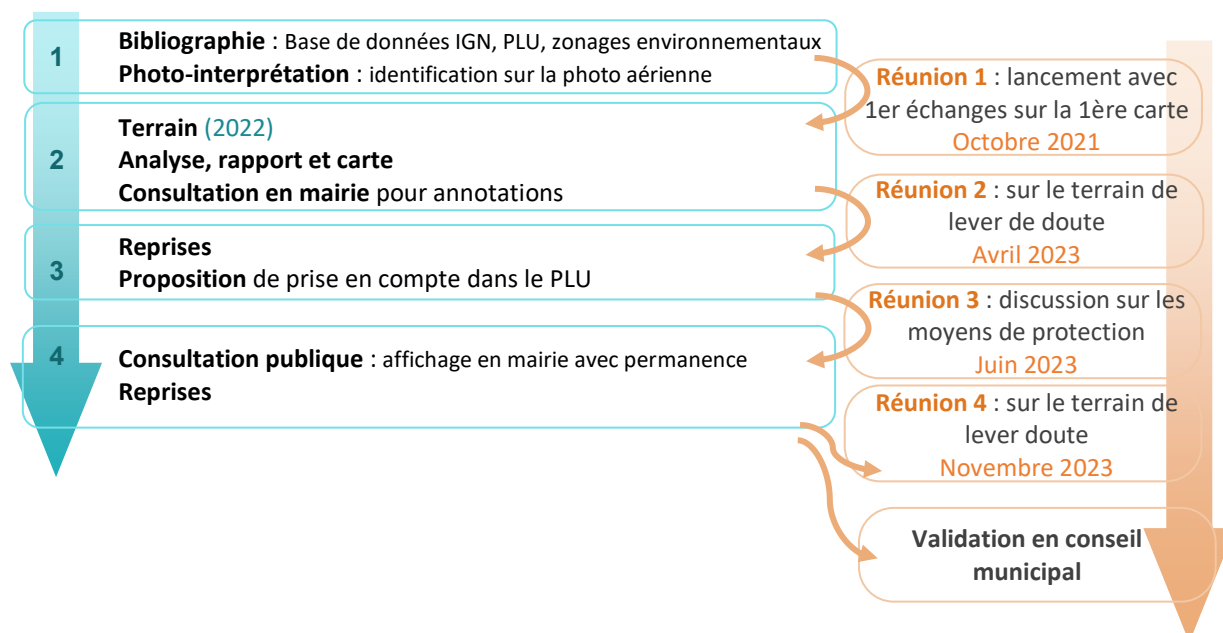 1
Bibliographie : Base de données IGN, PLU, zonages environnementaux
Photo-interprétation : identification sur la photo aérienne
Réunion 1 : lancement avec
1er échanges sur la 1ère carte
Octobre 2021
2
Terrain (2022)
Analyse, rapport et carte
Consultation en mairie pour annotations
Réunion 2 : sur le terrain de
lever de doute
Avril 2023
3
Reprises
Proposition de prise en compte dans le PLU
Réunion 3 : discussion sur les
moyens de protection
Juin 2023
4
Consultation publique : affichage en mairie avec permanence
Reprises
Réunion 4 : sur le terrain de
lever doute
Novembre 2023
Validation en conseil
municipal